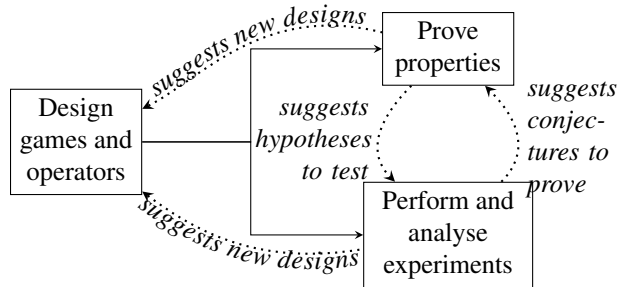 suggests new designs
Prove
properties
Design
games and
operators
suggests
hypotheses
to test
suggests
conjec-
tures to
prove
Perform and
analyse
experiments
suggests new designs